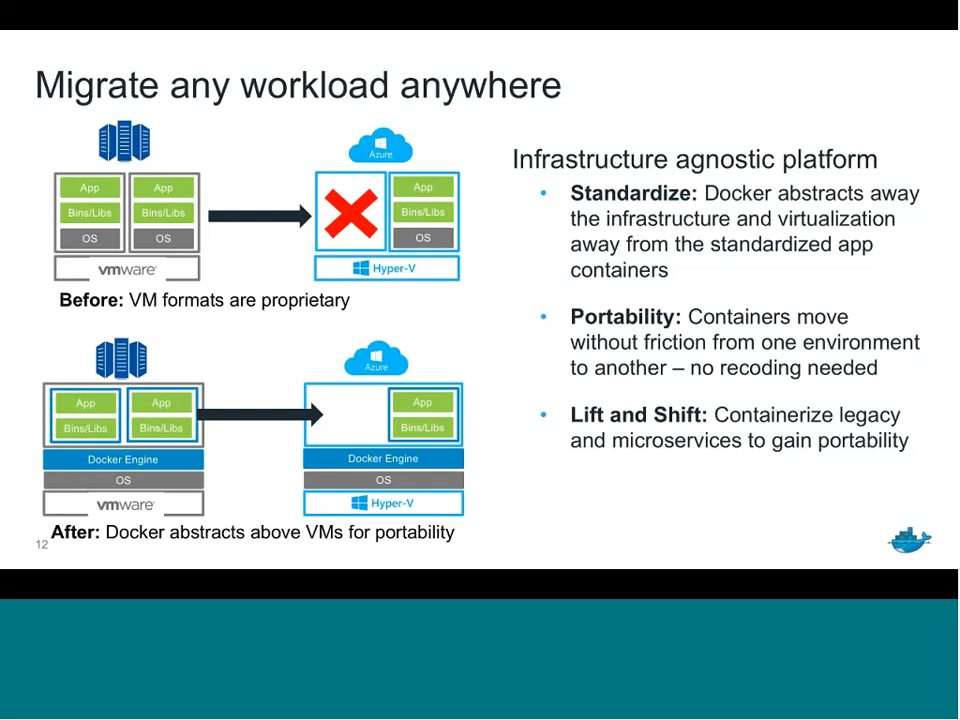 Migrate any workload anywhere
Azure
App
App
Bins/Libs
Bins/Libs
OS
OS
vmware
App
Bins/Libs
OS
Hyper-V
Before: VM formats are proprietary
Azure
App
App
Bins/Libs
Bins/Libs
Docker Engine
OS
vmware
App
Bins/Libs
Docker Engine
OS
Hyper-V
After: Docker abstracts above VMs for portability
12
Infrastructure agnostic platform
• Standardize: Docker abstracts away
the infrastructure and virtualization
away from the standardized app
containers
• Portability: Containers move
without friction from one environment
to another – no recoding needed
• Lift and Shift: Containerize legacy
and microservices to gain portability